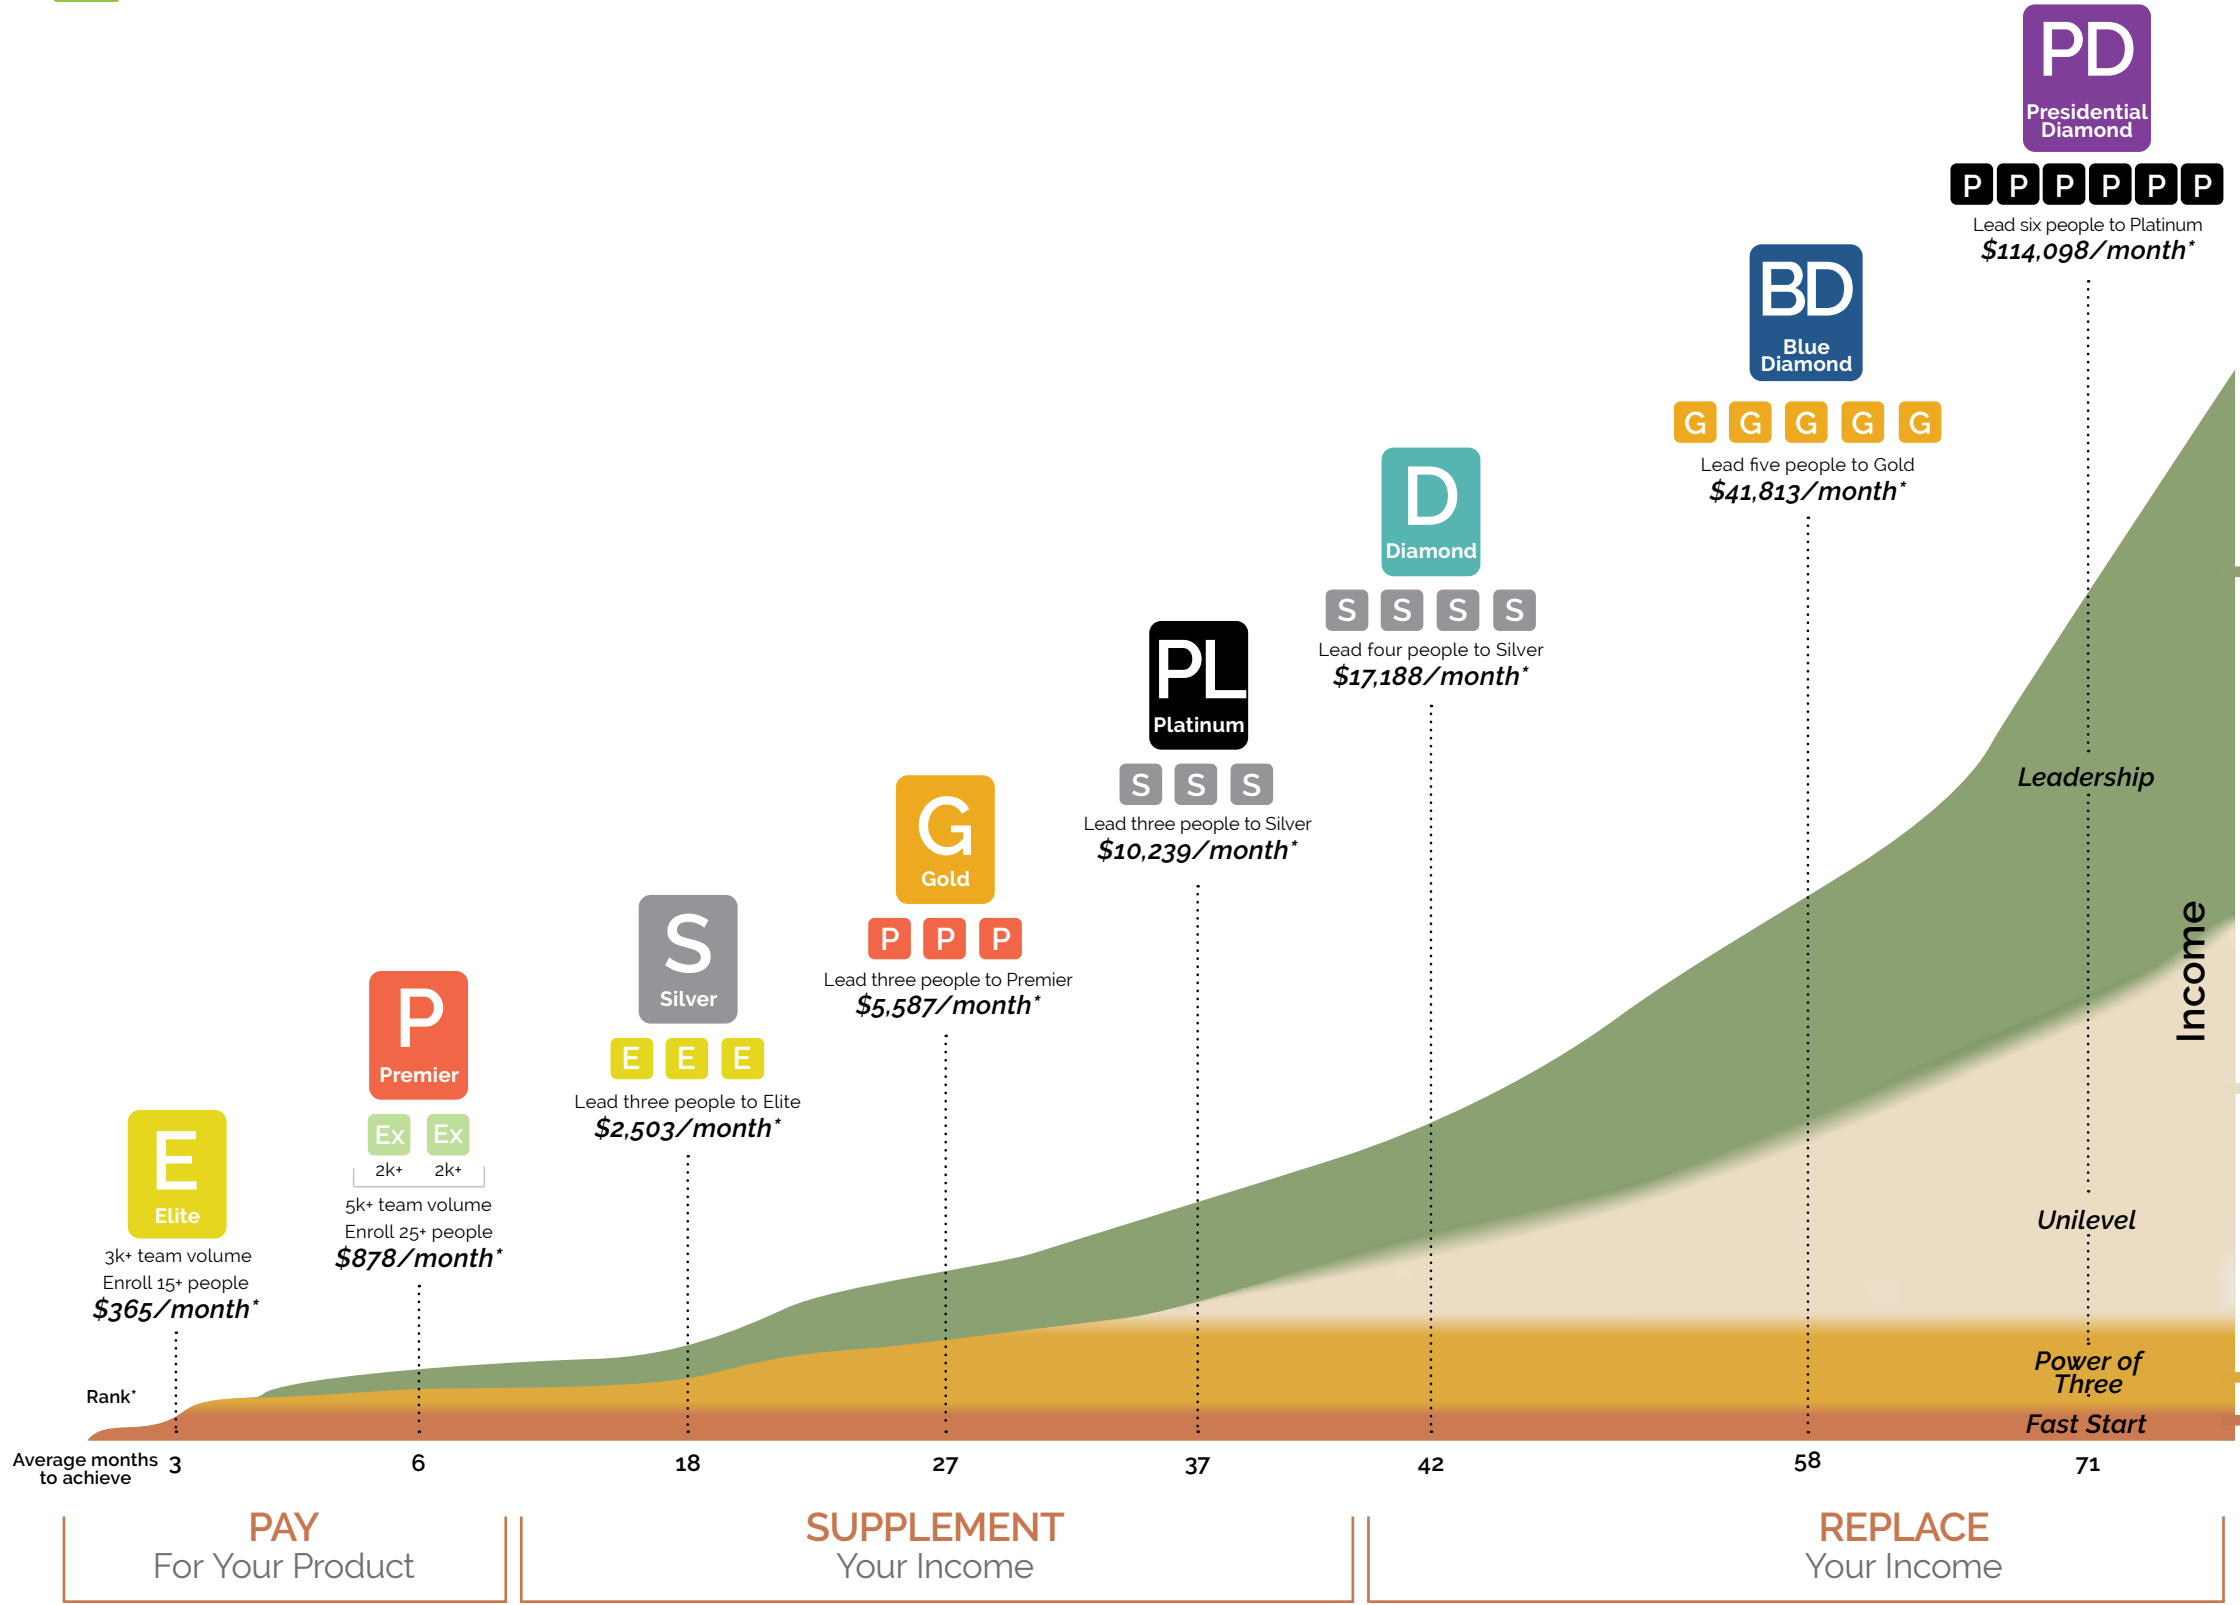 PD
Presidential
Diamond
P P P P P P
Lead six people to Platinum
$114,098/month*
BD
Blue
Diamond
G G G G G
Lead five people to Gold
$41,813/month*
D
Diamond
S S S S
Lead four people to Silver
$17,188/month*
PL
Platinum
S S S
Lead three people to Silver
$10,239/month*
G
Gold
P P P
Lead three people to Premier
$5,587/month*
S
Silver
E E E
Lead three people to Elite
$2,503/month*
P
Premier
Ex Ex
2k+ 2k+
5k+ team volume
Enroll 25+ people
$878/month*
E
Elite
3k+ team volume
Enroll 15+ people
$365/month*
Leadership
Income
Unilevel
Power of
Three
Fast Start
Rank*
Average months
to achieve
3 6 18 27 37 42 58 71
PAY
For Your Product
SUPPLEMENT
Your Income
REPLACE
Your Income